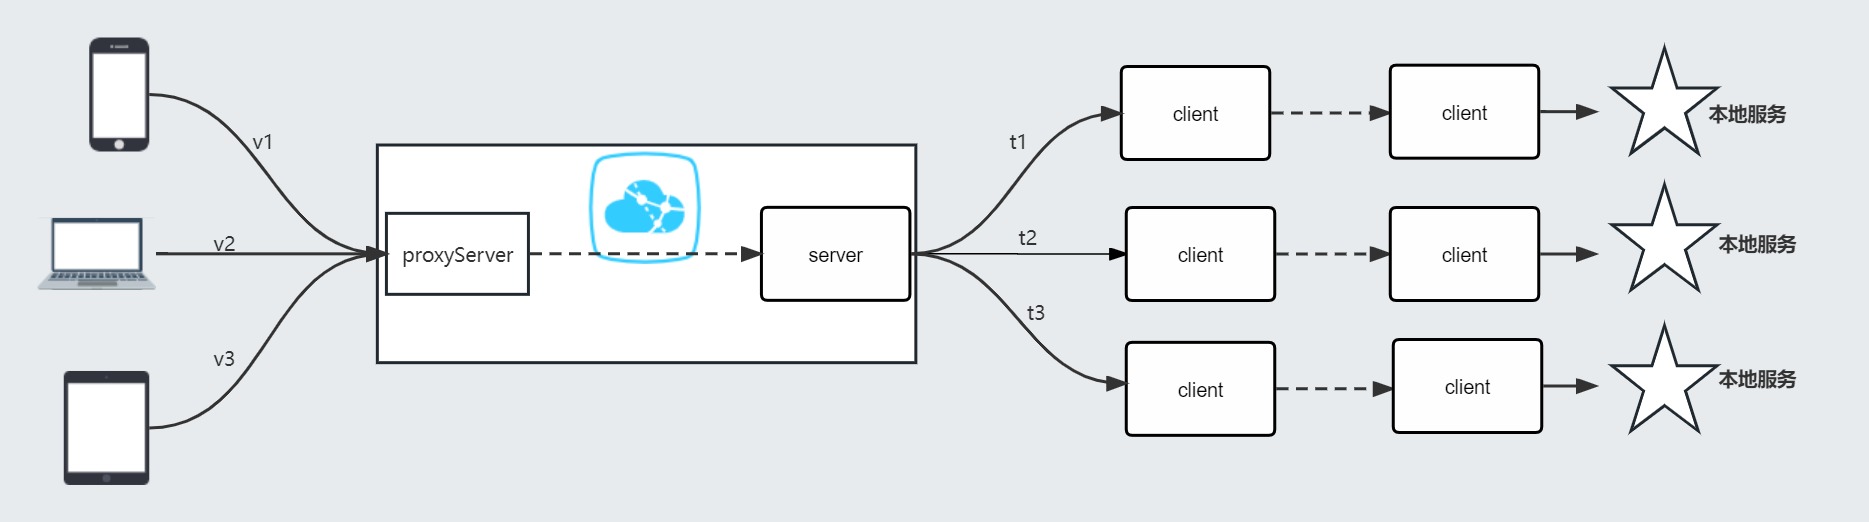 v1
v2
v3
proxyServer
server
t1
t2
t3
client
client
本地服务
client
client
本地服务
client
client
本地服务